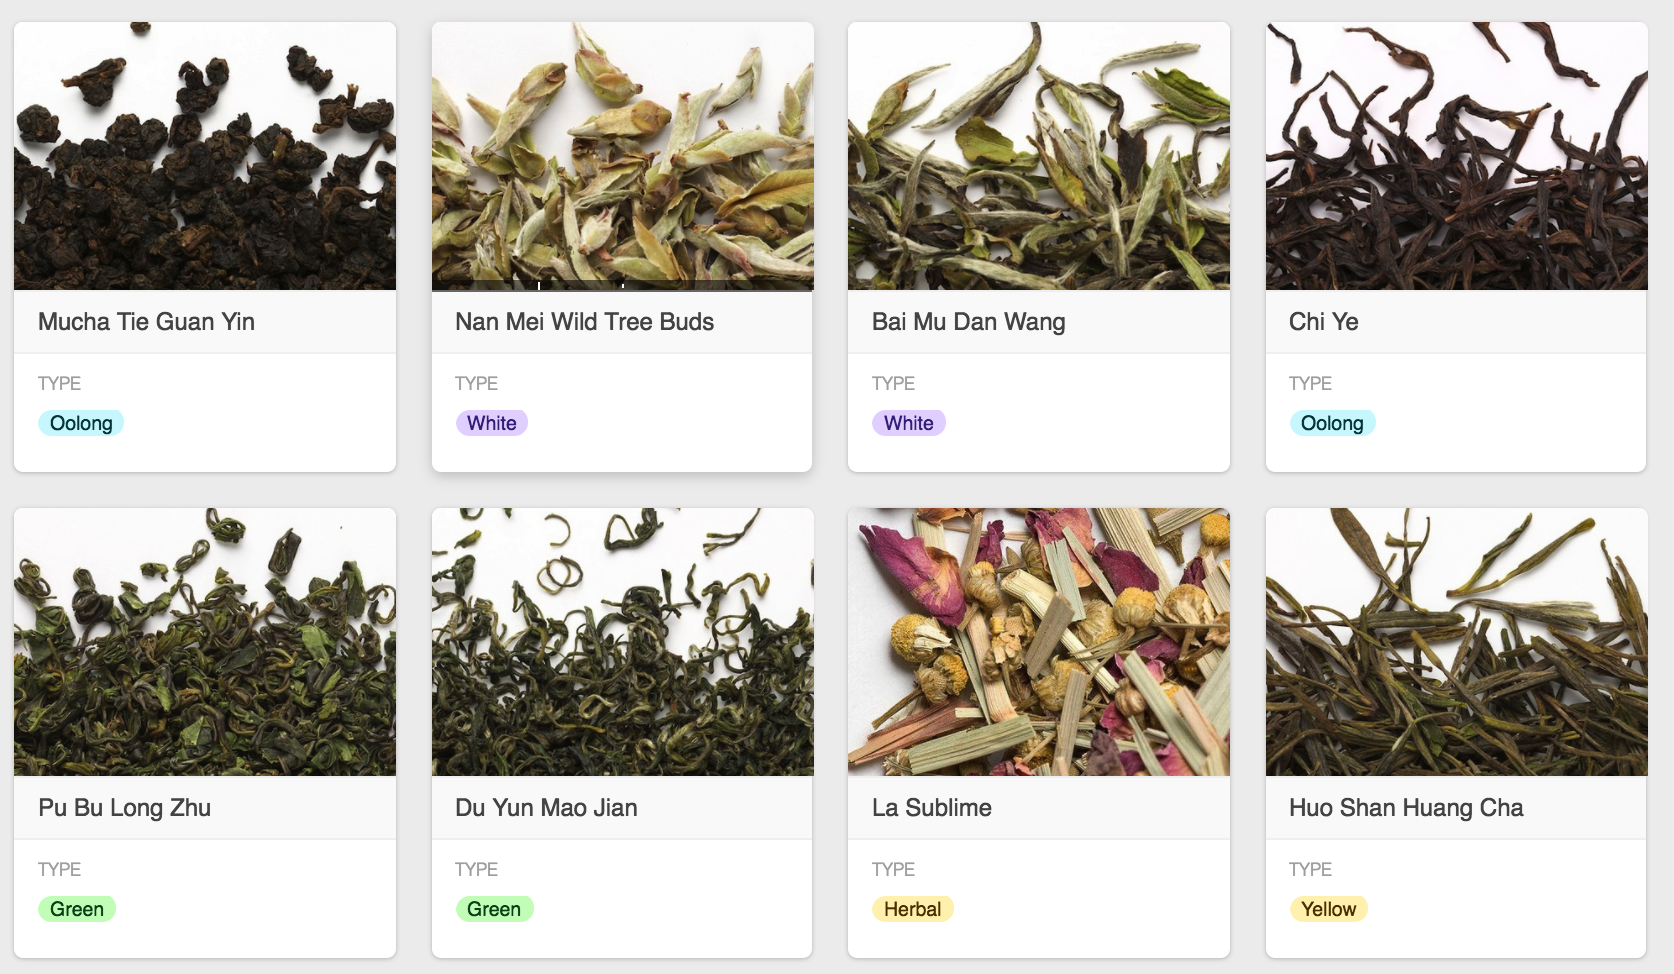 Mucha Tie Guan Yin
TYPE
Oolong
Nan Mei Wild Tree Buds
TYPE
White
Bai Mu Dan Wang
TYPE
White
Chi Ye
TYPE
Oolong
Pu Bu Long Zhu
TYPE
Green
Du Yun Mao Jian
TYPE
Green
La Sublime
TYPE
Herbal
Huo Shan Huang Cha
TYPE
Yellow